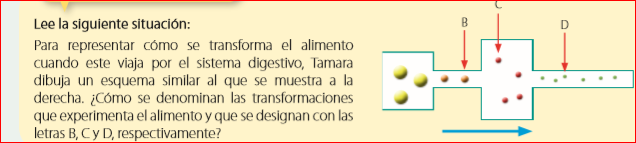 Lee la siguiente situación:
Para representar cómo se transforma el alimento
cuando este viaja por el sistema digestivo, Tamara
dibuja un esquema similar al que se muestra a la
derecha. ¿Cómo se denominan las transformaciones
que experimenta el alimento y que se designan con las
letras B, C y D, respectivamente?
B
C
D